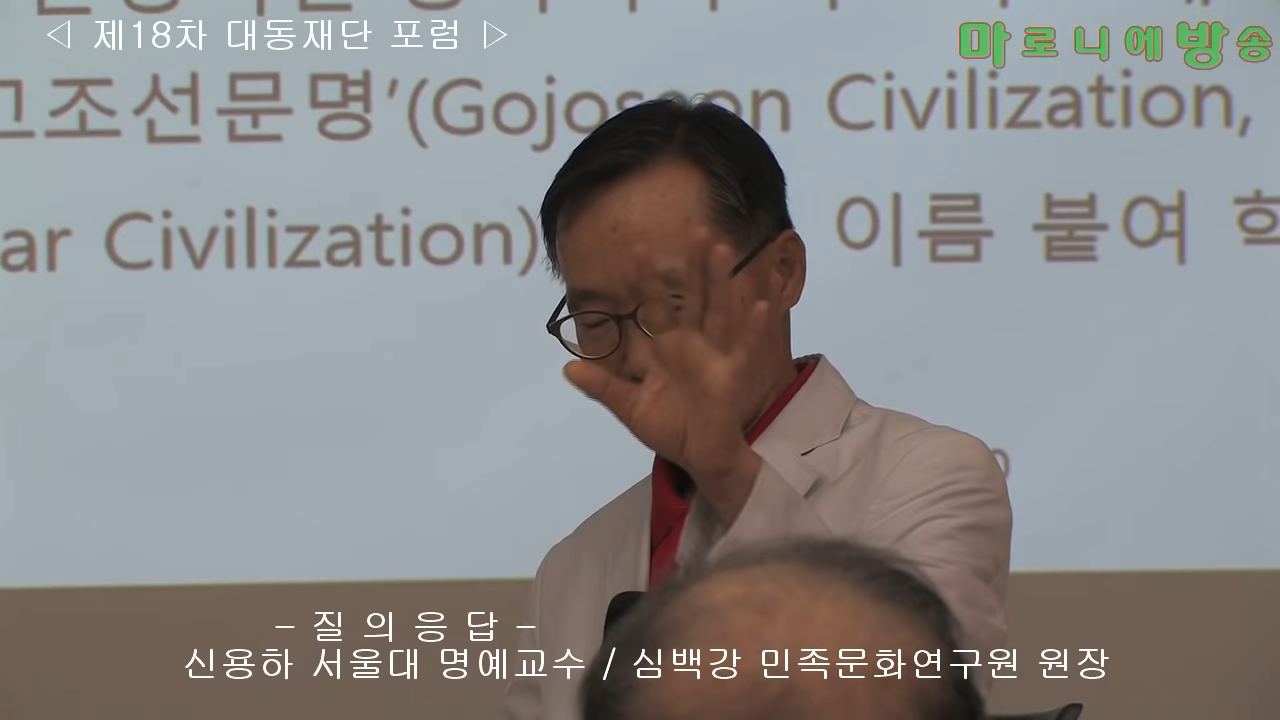 ◁ 제18차 대동재단 포럼 ▷
마로니에방송
고조선문명’(Gojoseon Civilization,
ar Civilization) 이름 붙여
– 질 의 응 답 –
신용하 서울대 명예교수 / 심백강 민족문화연구원 원장